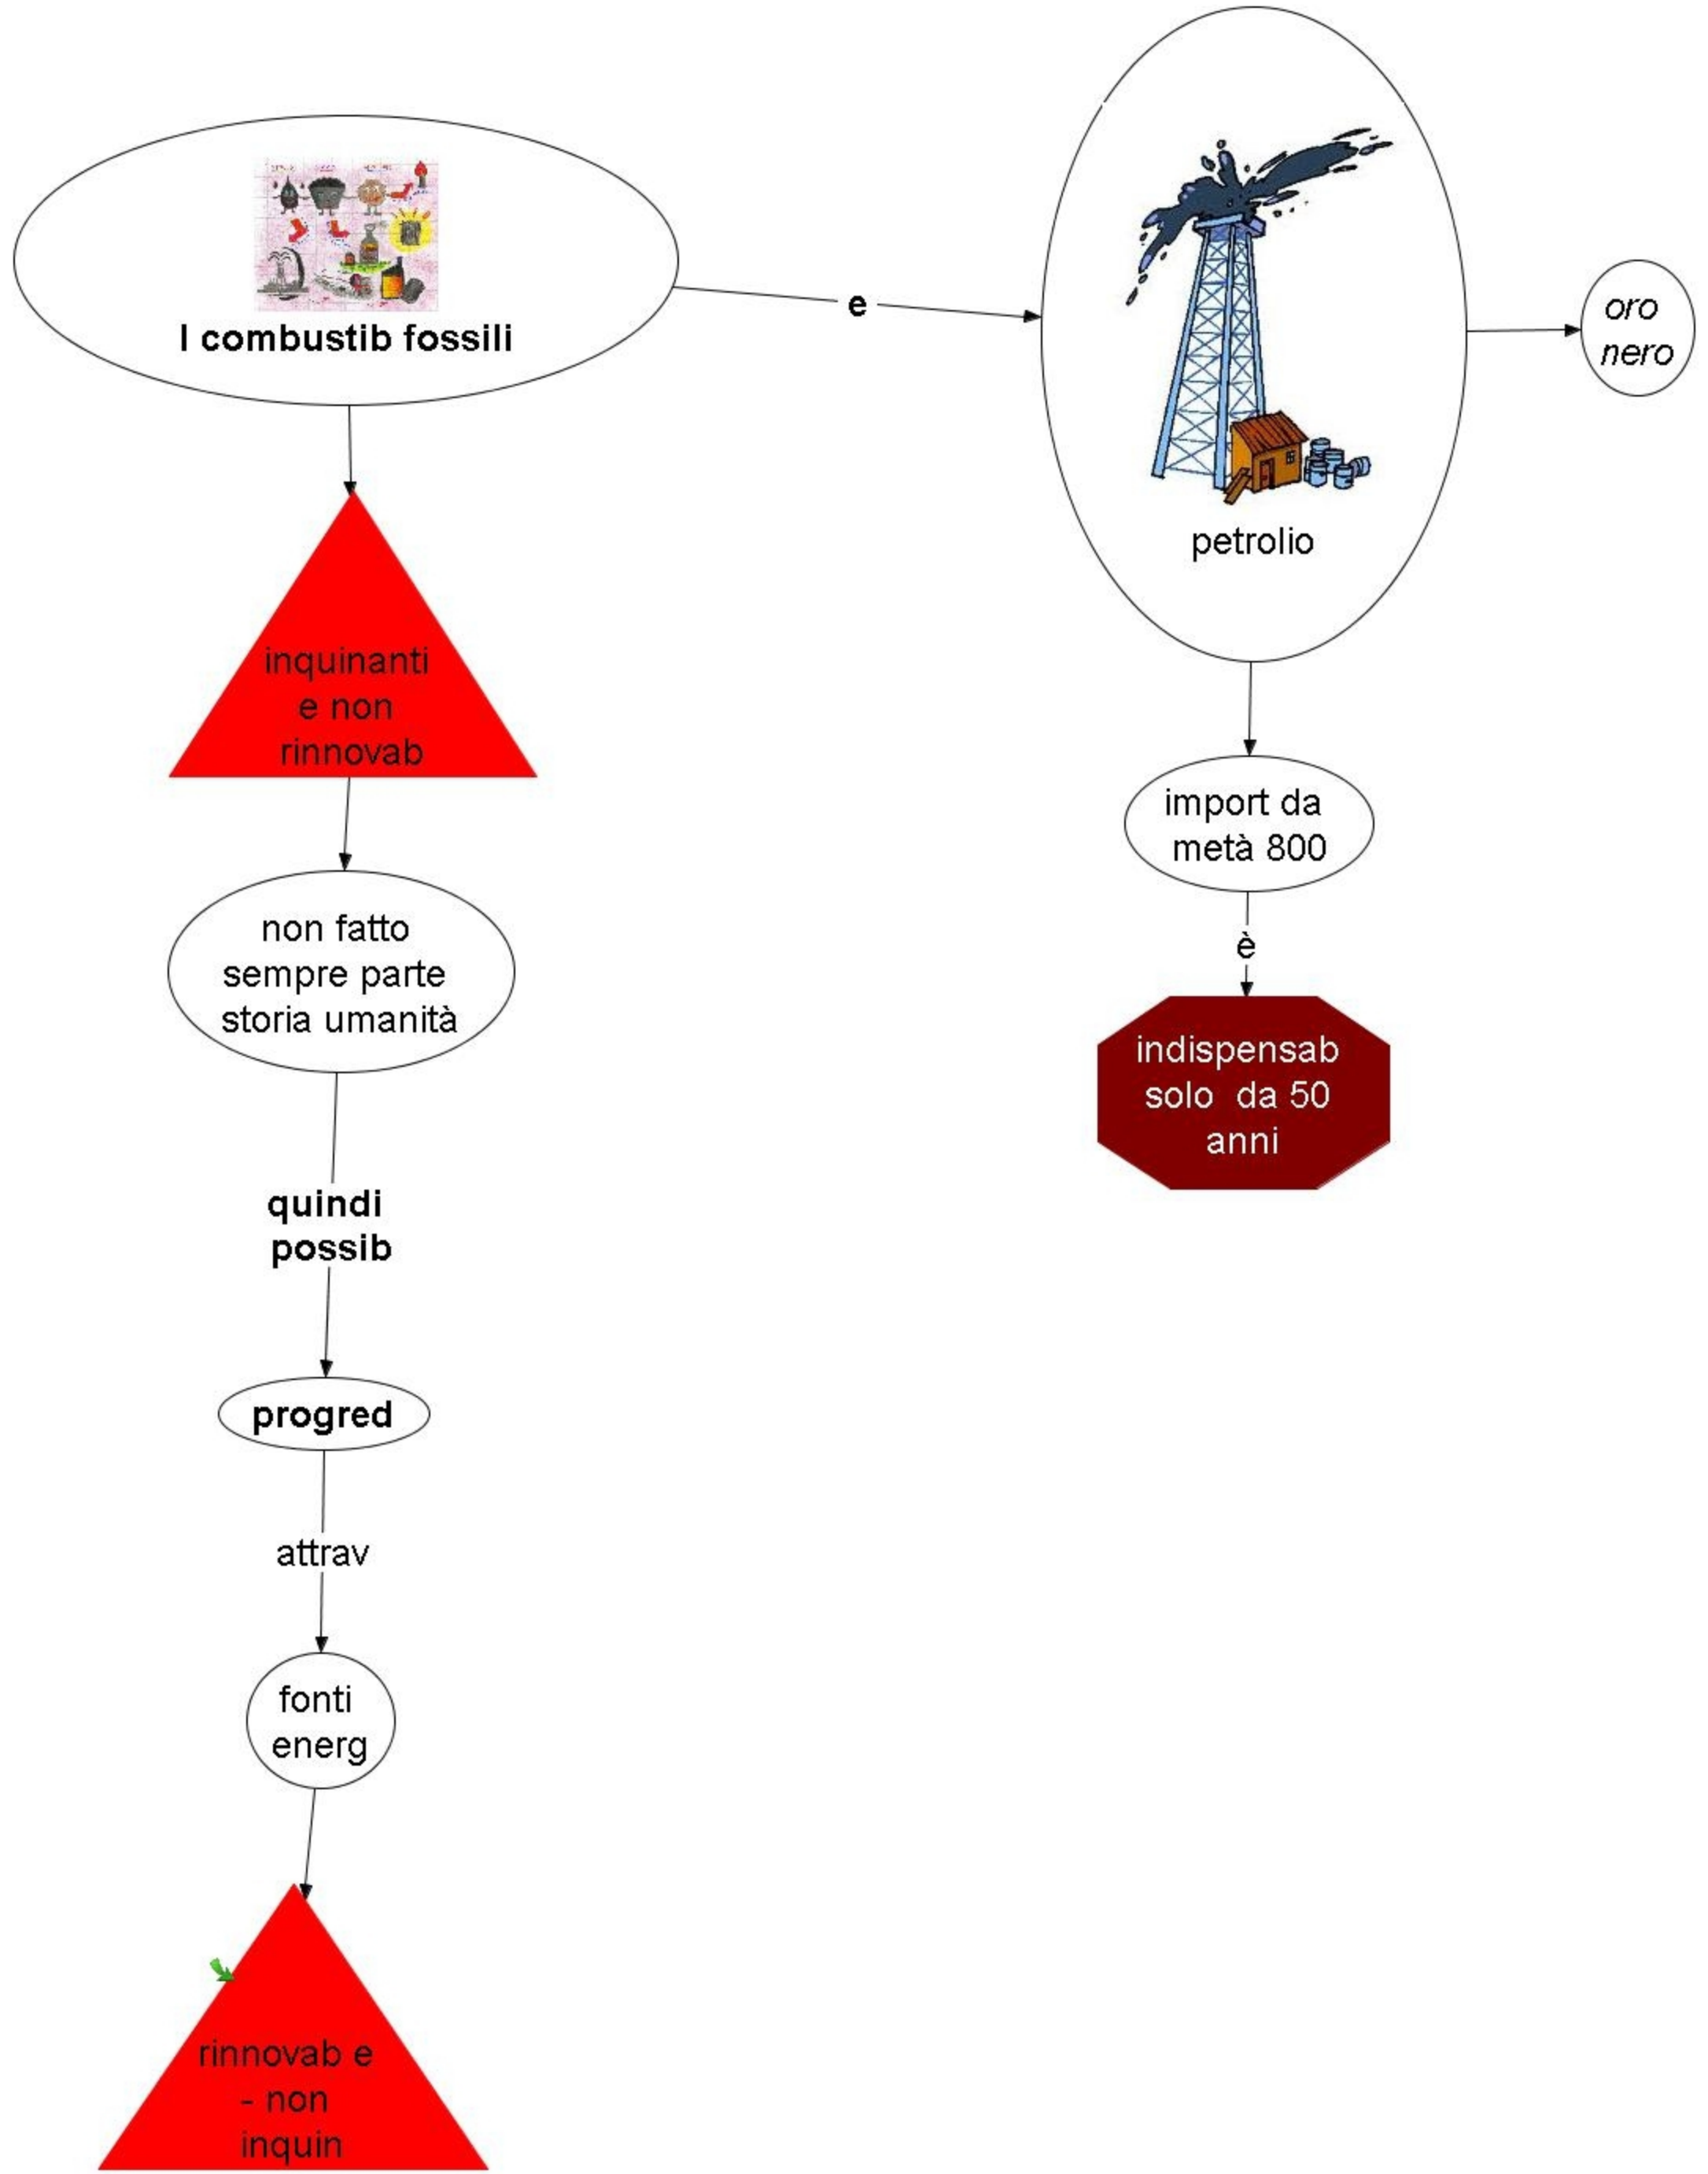 I combustib fossili
e
petrolio
oro
nero
inquinanti
e non
rinnovab
import da
metà 800
non fatto
sempre parte
storia umanità
è
indispensab
solo da 50
anni
quindi
possib
progred
attrav
fonti
energ
rinnovab e
- non
inquin